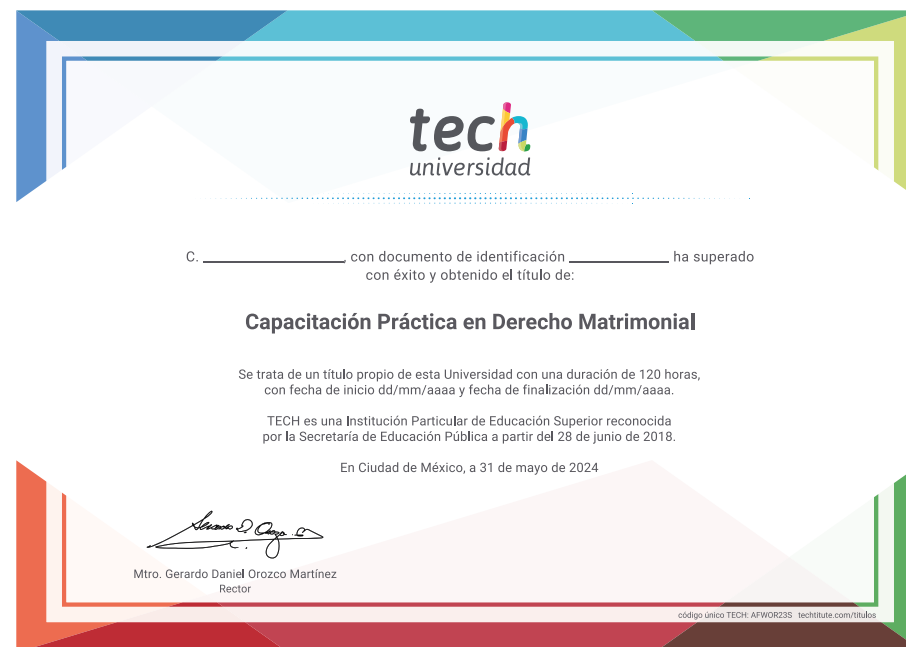 tech
universidad
C. ____________________, con documento de identificación ______________ ha superado
con éxito y obtenido el título de:
Capacitación Práctica en Derecho Matrimonial
Se trata de un título propio de esta Universidad con una duración de 120 horas,
con fecha de inicio dd/mm/aaaa y fecha de finalización dd/mm/aaaa.
TECH es una Institución Particular de Educación Superior reconocida
por la Secretaría de Educación Pública a partir del 28 de junio de 2018.
En Ciudad de México, a 31 de mayo de 2024
Mtro. Gerardo Daniel Orozco Martínez
Rector
código único TECH: AFWOR23S techtitute.com/titulos